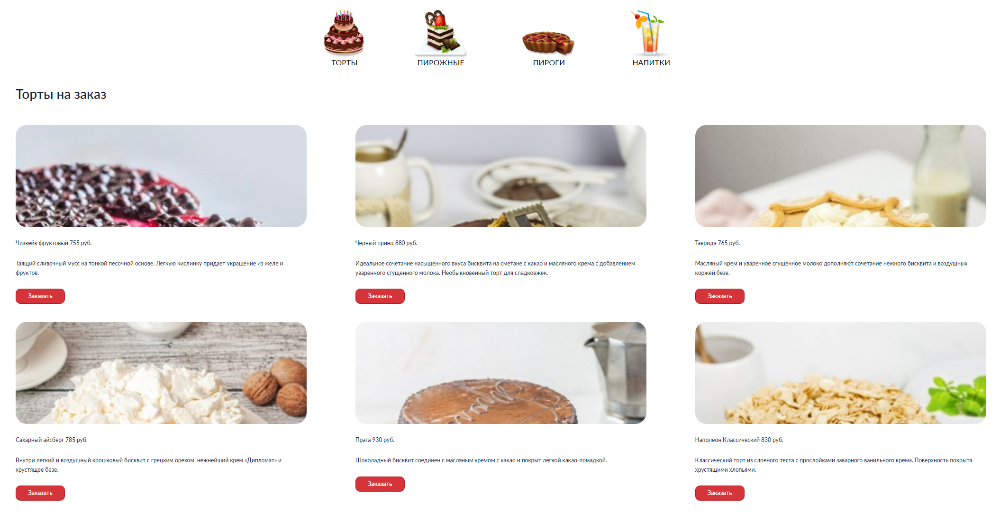 ТОРТЫ
ПИРОЖНЫЕ
ПИРОГИ
НАПИТКИ
Торты на заказ
Чизкейк фруктовый 755 руб.
Таящий сливочный мусс на тонкой песочной основе. Легкую кислинку придает украшение из желе и
фруктов.
Заказать
Черный принц 880 руб.
Идеальное сочетание насыщенного вкуса бисквита на сметане с какао и масляного крема с добавлением
уваренного сгущенного молока. Необыкновенный торт для сладкоежек.
Заказать
Таврида 765 руб.
Масляный крем и уваренное сгущенное молоко дополняют сочетание нежного бисквита и воздушных
коржей безе.
Заказать
Сахарный айсберг 785 руб.
Внутри легкий и воздушный крошковый бисквит с грецким орехом, нежнейший крем «Дипломат» и
хрустящее безе.
Заказать
Прага 930 руб.
Шоколадный бисквит соединен с масляным кремом с какао и покрыт лёгкой какао-помадкой.
Заказать
Наполеон Классический 830 руб.
Классический торт из слоеного теста с прослойками заварного ванильного крема. Поверхность покрыта
хрустящими хлопьями.
Заказать